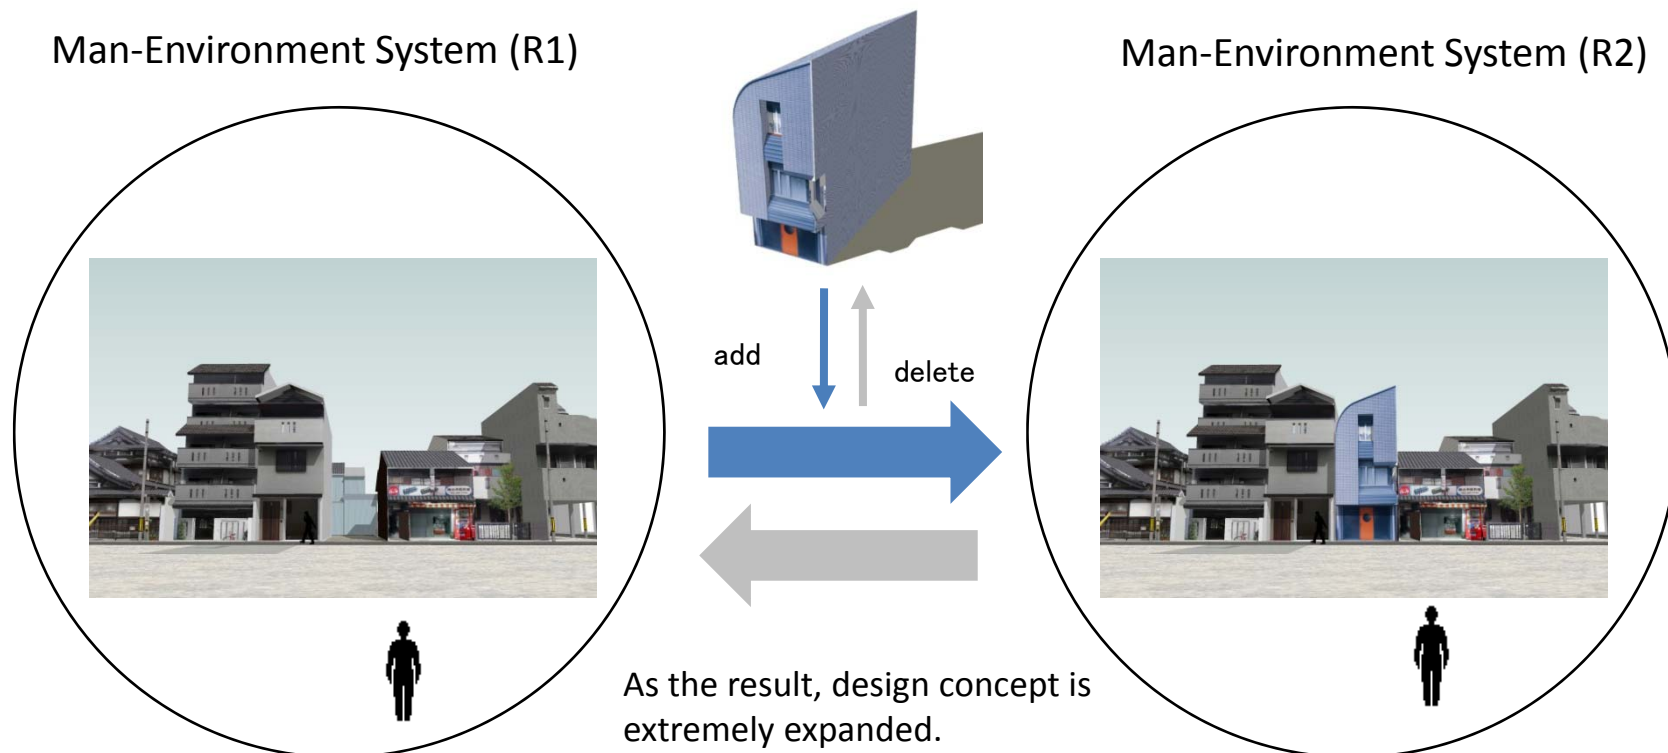 Man-Environment System (R1)
Man-Environment System (R2)
add
delete
As the result, design concept is
extremely expanded.